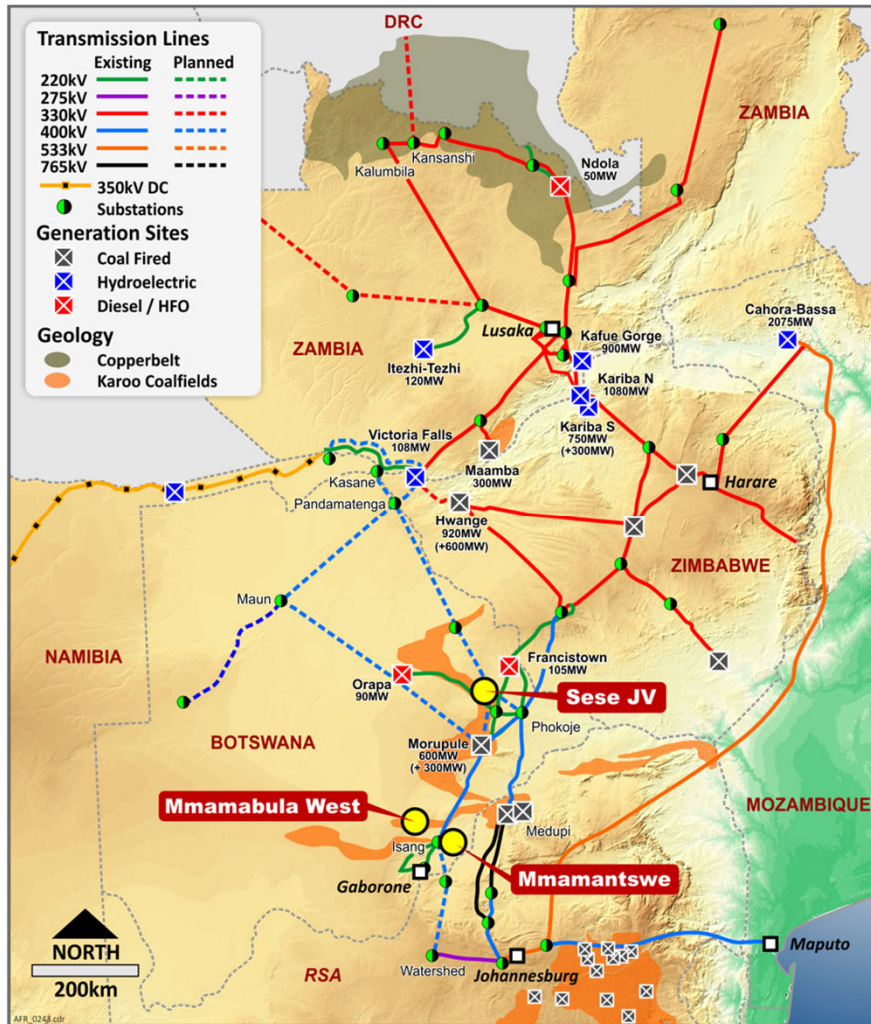 Transmission Lines
Existing Planned
220kV
275kV
330kV
400kV
533kV
765kV
350kV DC
Substations
Generation Sites
Coal Fired
Hydroelectric
Diesel / HFO
Geology
Copperbelt
Karoo Coalfields
DRC
ZAMBIA
Kansanshi
Kalumbila
Ndola
50MW
Lusaka
Kafue Gorge
900MW
Cahora-Bassa
2075MW
ZAMBIA
Itezhi-Tezhi
120MW
Kariba N
1080MW
Kariba S
750MW
(+300MW)
Victoria Falls
108MW
Maamba
300MW
Kasane
Pandamatenga
Harare
Hwange
920MW
(+600MW)
ZIMBABWE
Maun
NAMIBIA
Orapa
90MW
Francistown
105MW
Sese JV
Phokoje
BOTSWANA
Morupule
600MW
(+ 300MW)
Mmamabula West
MOZAMBIQUE
Medupi
Isang
Gaborone
Mmamantswe
NORTH
200km
RSA
Watershed
Johannesburg
Maputo
AFR_0243.cdr